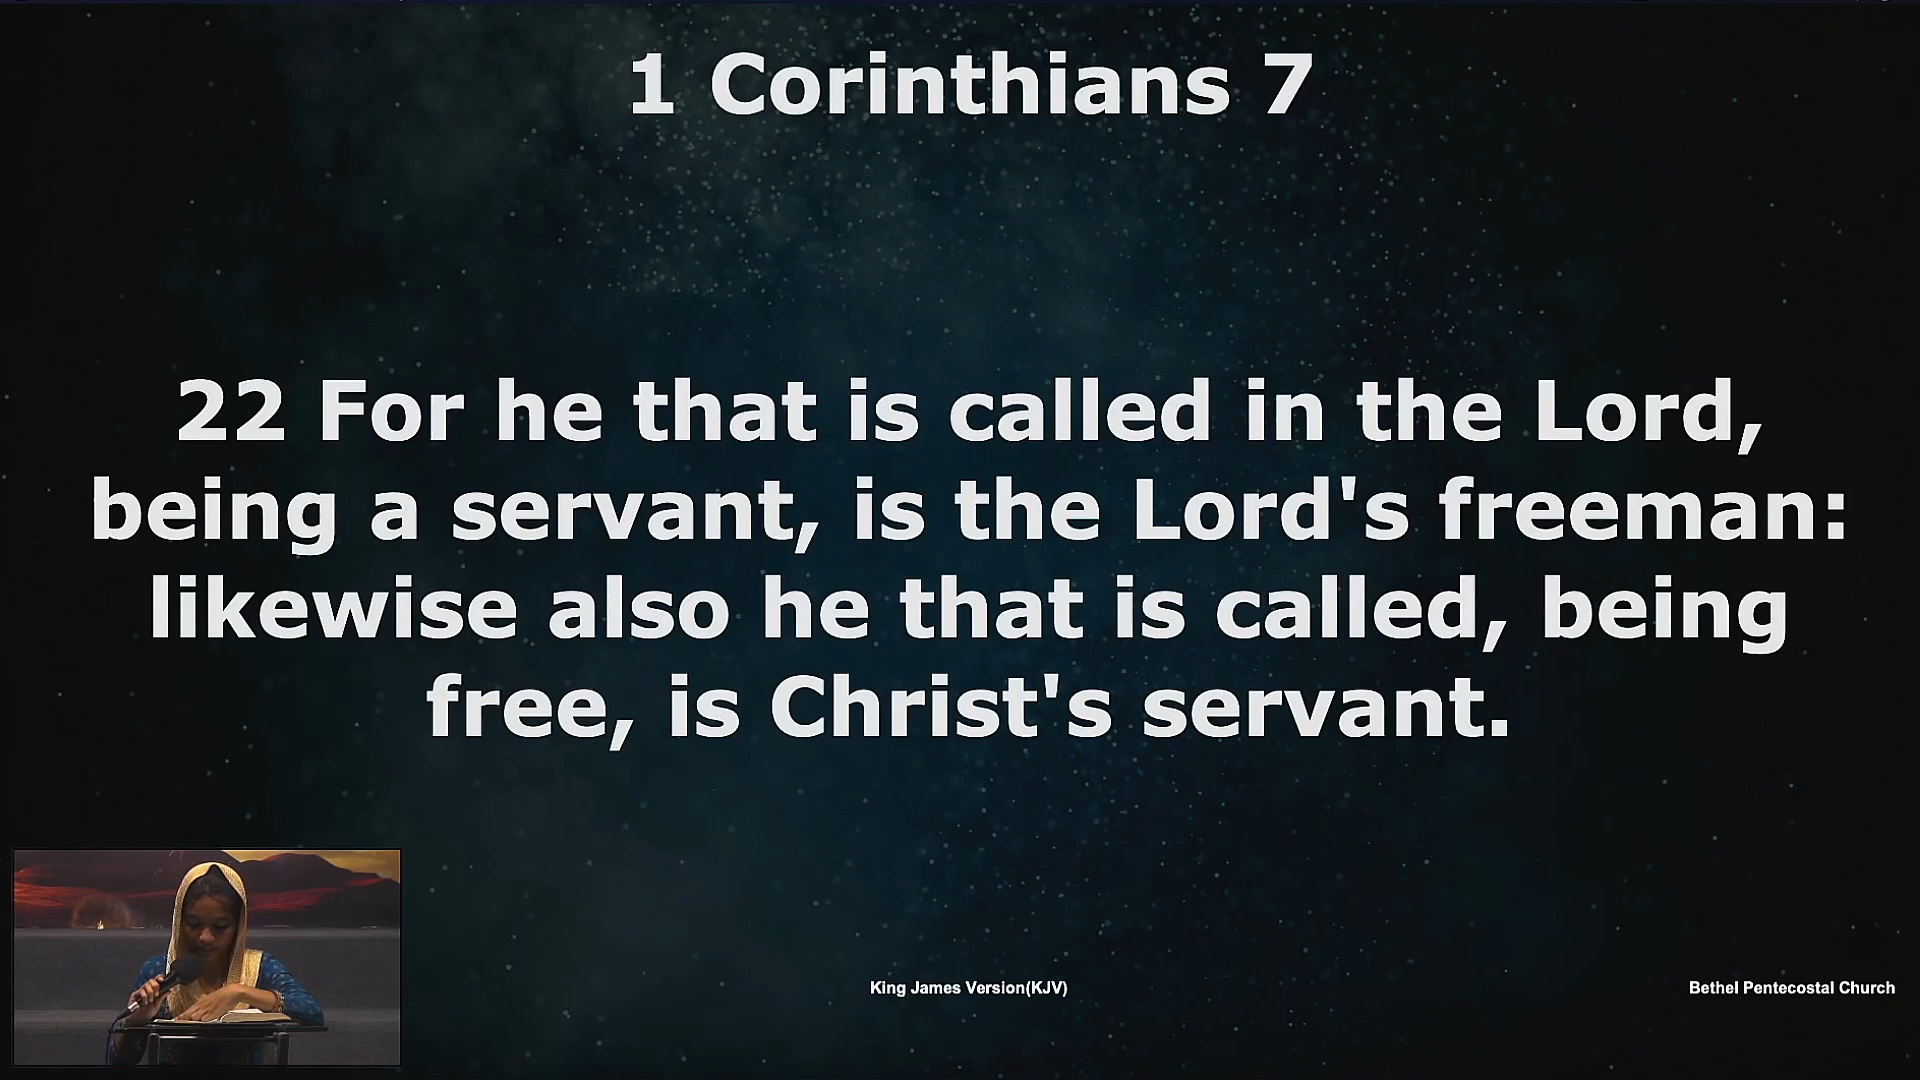 1 Corinthians 7
22 For he that is called in the Lord,
being a servant, is the Lord's freeman:
likewise also he that is called, being
free, is Christ's servant.
King James Version(KJV)
Bethel Pentecostal Church